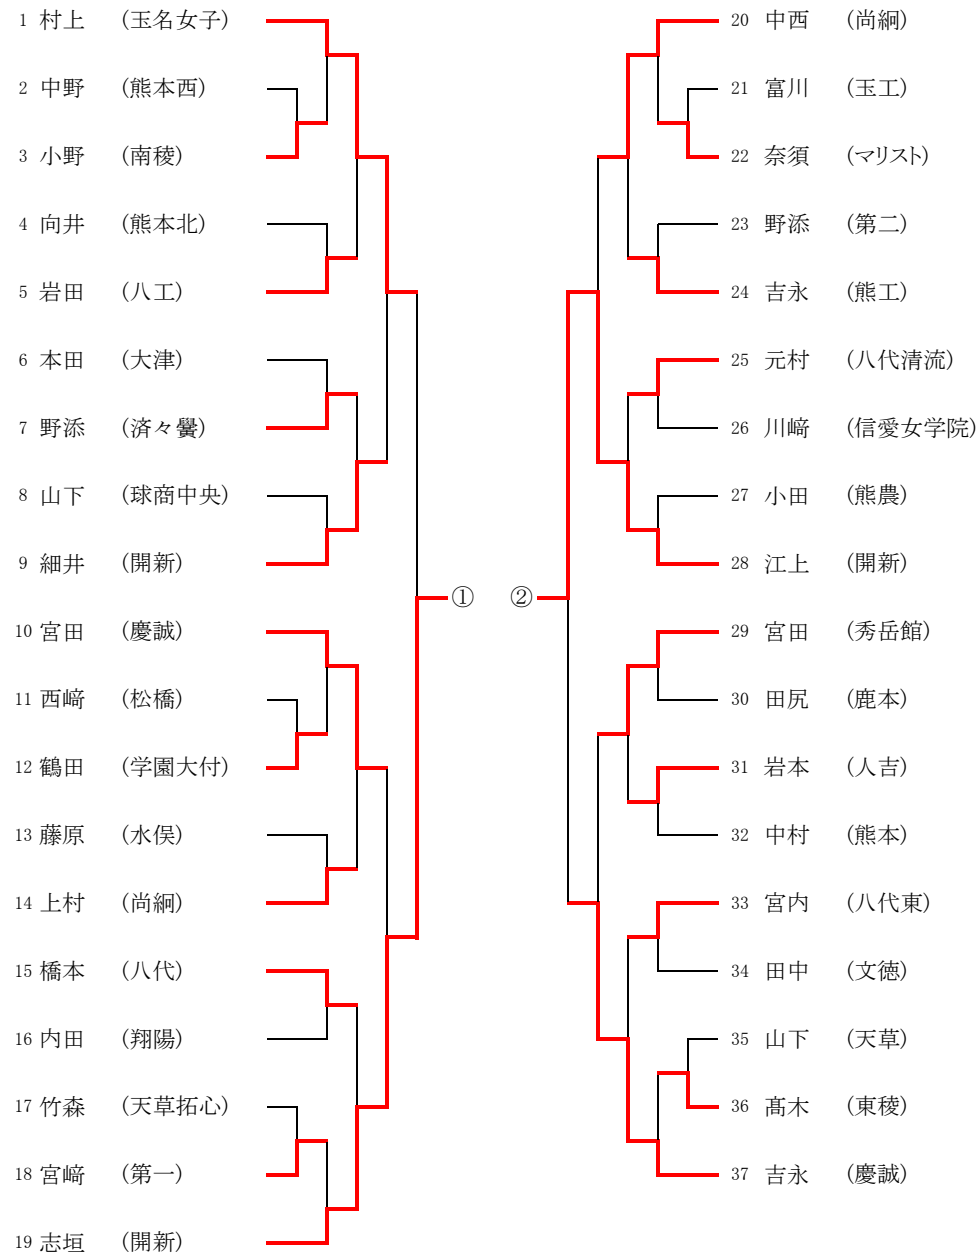 1 村上 (玉名女子)
2 中野 (熊本西)
3 小野 (南稜)
4 向井 (熊本北)
5 岩田 (八工)
6 本田 (大津)
7 野添 (済々黌)
8 山下 (球商中央)
9 細井 (開新)
10 宮田 (慶誠)
11 西﨑 (松橋)
12 鶴田 (学園大付)
13 藤原 (水俣)
14 上村 (尚絅)
15 橋本 (八代)
16 内田 (翔陽)
17 竹森 (天草拓心)
18 宮﨑 (第一)
19 志垣 (開新)
① ②
20 中西 (尚絅)
21 富川 (玉工)
22 奈須 (マリスト)
23 野添 (第二)
24 吉永 (熊工)
25 元村 (八代清流)
26 川﨑 (信愛女学院)
27 小田 (熊農)
28 江上 (開新)
29 宮田 (秀岳館)
30 田尻 (鹿本)
31 岩本 (人吉)
32 中村 (熊本)
33 宮内 (八代東)
34 田中 (文徳)
35 山下 (天草)
36 髙木 (東稜)
37 吉永 (慶誠)